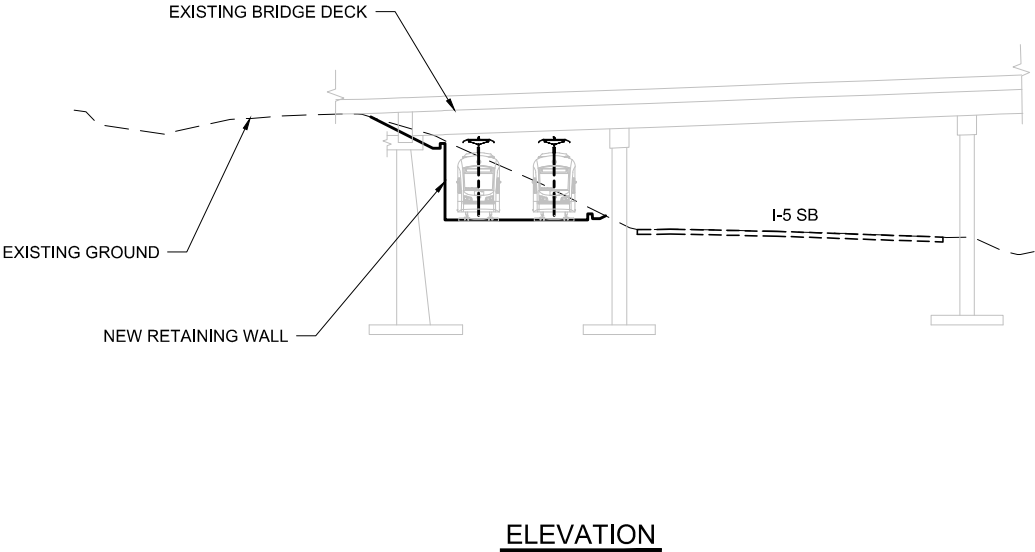 EXISTING BRIDGE DECK
I-5 SB
EXISTING GROUND
NEW RETAINING WALL
ELEVATION